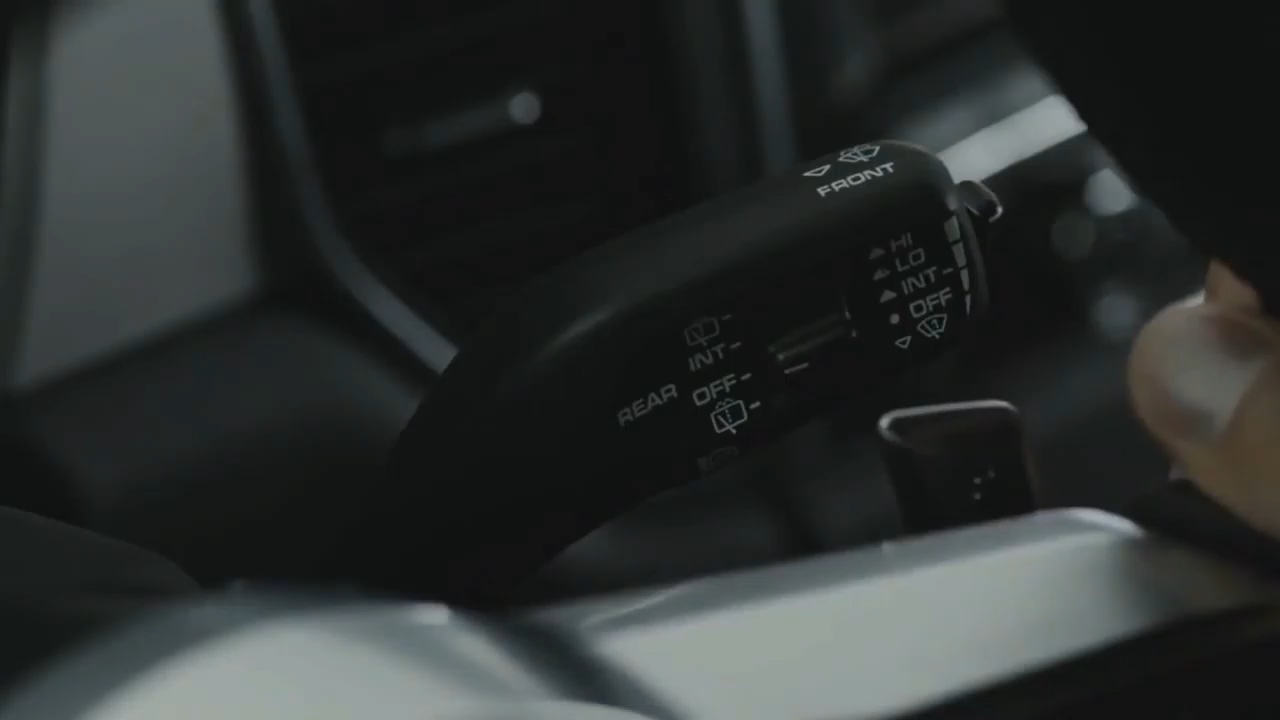 FRONT
HI
LO
INT
OFF
REAR
INT
OFF